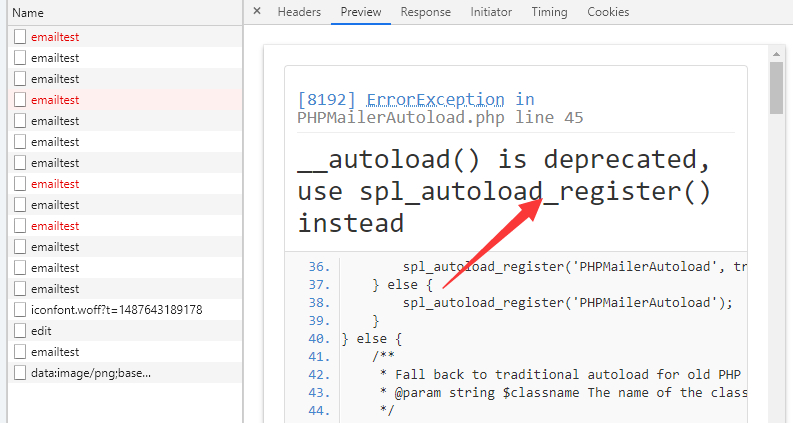 Name
emailtest
emailtest
emailtest
emailtest
emailtest
emailtest
emailtest
emailtest
emailtest
emailtest
emailtest
emailtest
emailtest
iconfont.woff?t=1487643189178
edit
emailtest
data:image/png;base...
× Headers Preview Response Initiator Timing Cookies
[8192] ErrorException in
PHPMailerAutoload.php line 45
__autoload() is deprecated,
use spl_autoload_register()
instead
36. spl_autoload_register('PHPMailerAutoload', tr
37. } else {
38. spl_autoload_register('PHPMailerAutoload');
39. }
40. } else {
41. /**
42. * Fall back to traditional autoload for old PHP
43. * @param string $classname The name of the clas
44. */